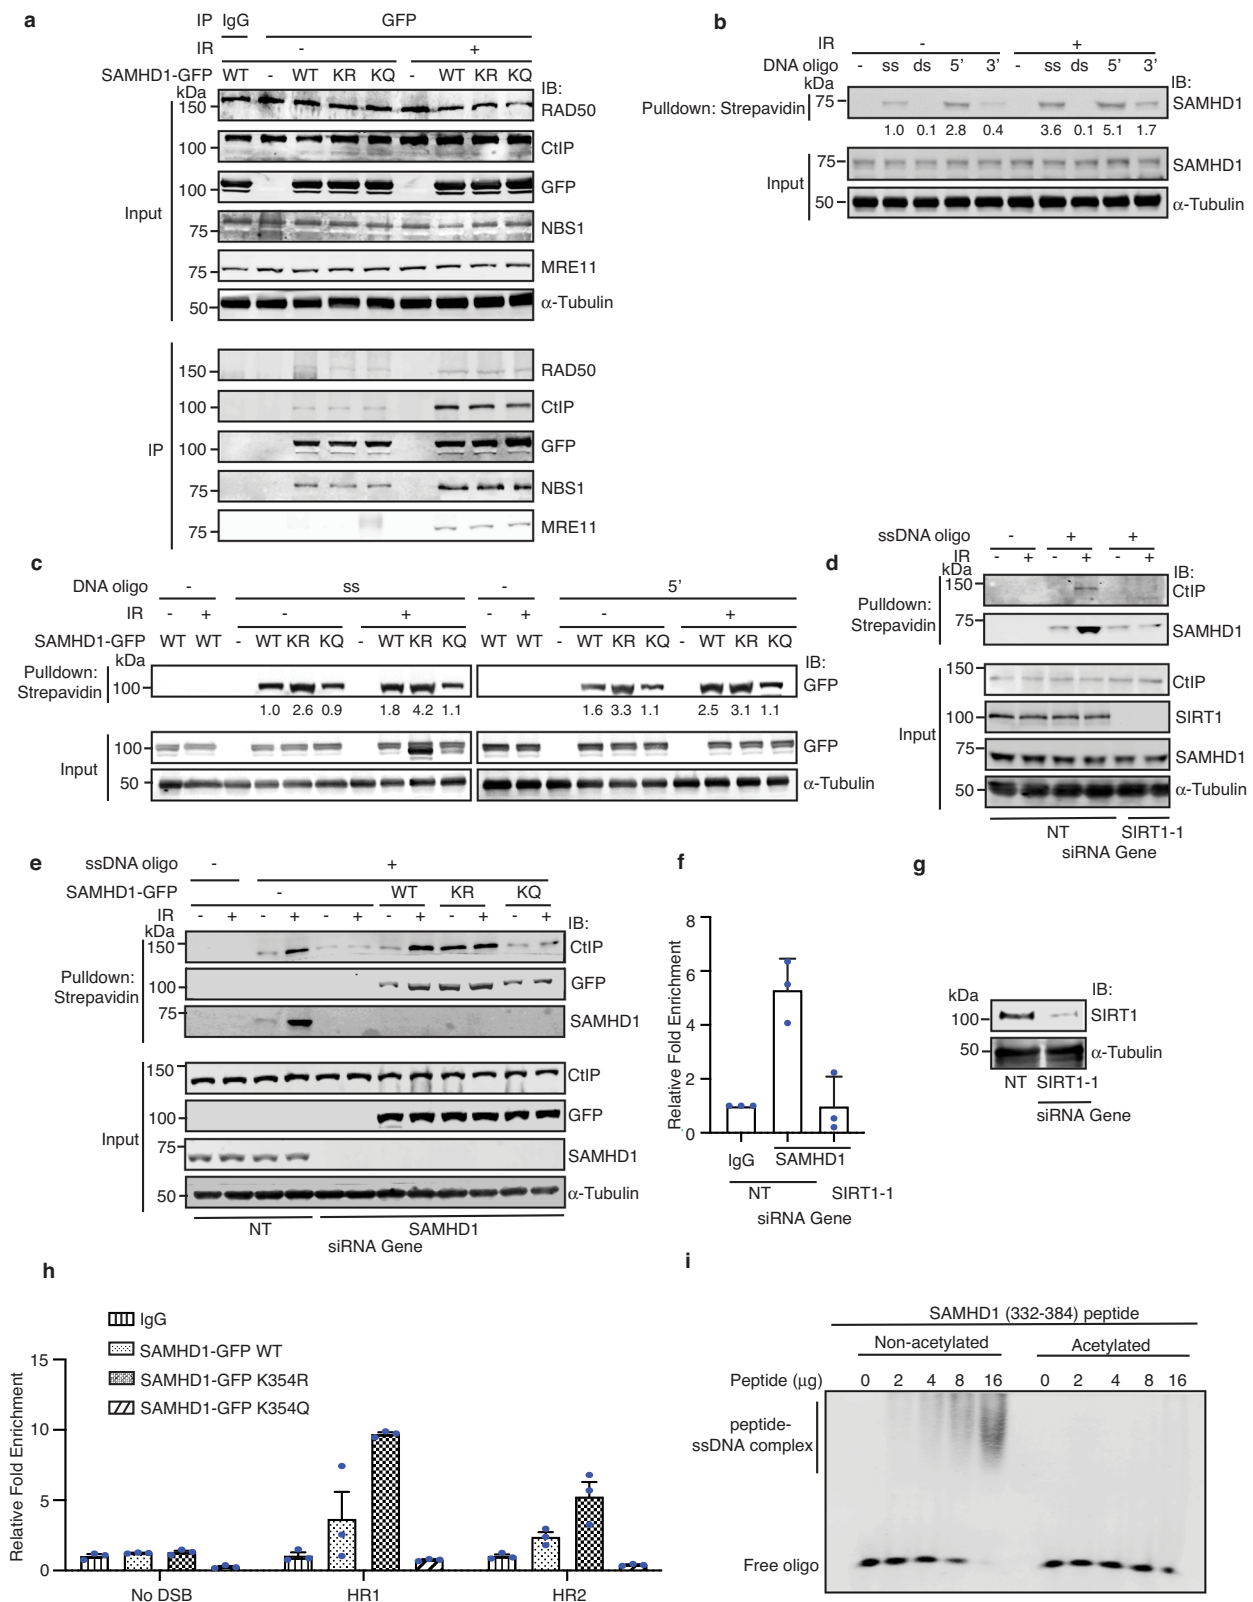 a
IP IgG GFP
IR - +
SAMHD1-GFP WT - WT KR KQ - WT KR KQ
kDa IB:
150 RAD50
100 CtIP
100 GFP
Input
75 NBS1
75 MRE11
50 α-Tubulin
150 RAD50
100 CtIP
IP 100 GFP
75 NBS1
75 MRE11
b
IR - +
DNA oligo - ss ds 5’ 3’ - ss ds 5’ 3’
kDa IB:
Pulldown: Strepavidin 75 SAMHD1
1.0 0.1 2.8 0.4 3.6 0.1 5.1 1.7
Input 75 SAMHD1
50 α-Tubulin
c
DNA oligo - ss - 5’
IR - + - + - + - +
SAMHD1-GFP WT WT - WT KR KQ - WT KR KQ WT WT - WT KR KQ - WT KR KQ
kDa IB:
Pulldown:
Strepavidin 100 GFP
1.0 2.6 0.9 1.8 4.2 1.1 1.6 3.3 1.1 2.5 3.1 1.1
Input 100 GFP
50 α-Tubulin
d
ssDNA oligo - + +
IR - + - + - +
kDa IB:
150 CtIP
Pulldown:
Strepavidin 75 SAMHD1
150 CtIP
Input 100 SIRT1
75 SAMHD1
50 α-Tubulin
NT SIRT1-1
siRNA Gene
e
ssDNA oligo - +
SAMHD1-GFP - WT KR KQ
IR - + - + - + - + - + - +
kDa IB:
150 CtIP
Pulldown:
Strepavidin 100 GFP
75 SAMHD1
150 CtIP
100 GFP
Input
75 SAMHD1
50 α-Tubulin
NT SAMHD1
siRNA Gene
f
Relative Fold Enrichment
8
6
4
2
0
IgG SAMHD1
NT SIRT1-1
siRNA Gene
g
kDa IB:
100 SIRT1
50 α-Tubulin
NT SIRT1-1
siRNA Gene
h
IgG
SAMHD1-GFP WT
SAMHD1-GFP K354R
SAMHD1-GFP K354Q
Relative Fold Enrichment
15
10
5
0
No DSB HR1 HR2
i
SAMHD1 (332-384) peptide
Non-acetylated Acetylated
Peptide (µg) 0 2 4 8 16 0 2 4 8 16
peptide-
ssDNA complex
Free oligo